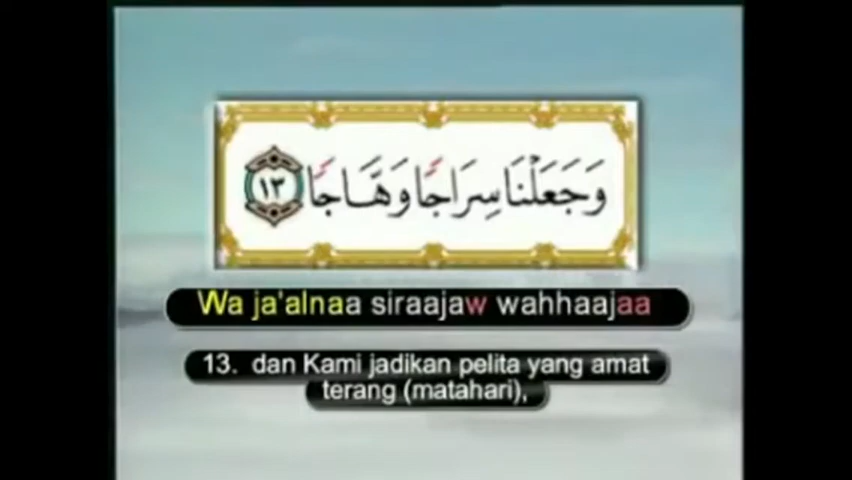 وَجَعَلْنَا سِرَاجًا وَهَّاجًا ١٣
Wa ja'alnaa siraajaw wahhaajaa
13. dan Kami jadikan pelita yang amat
terang (matahari),